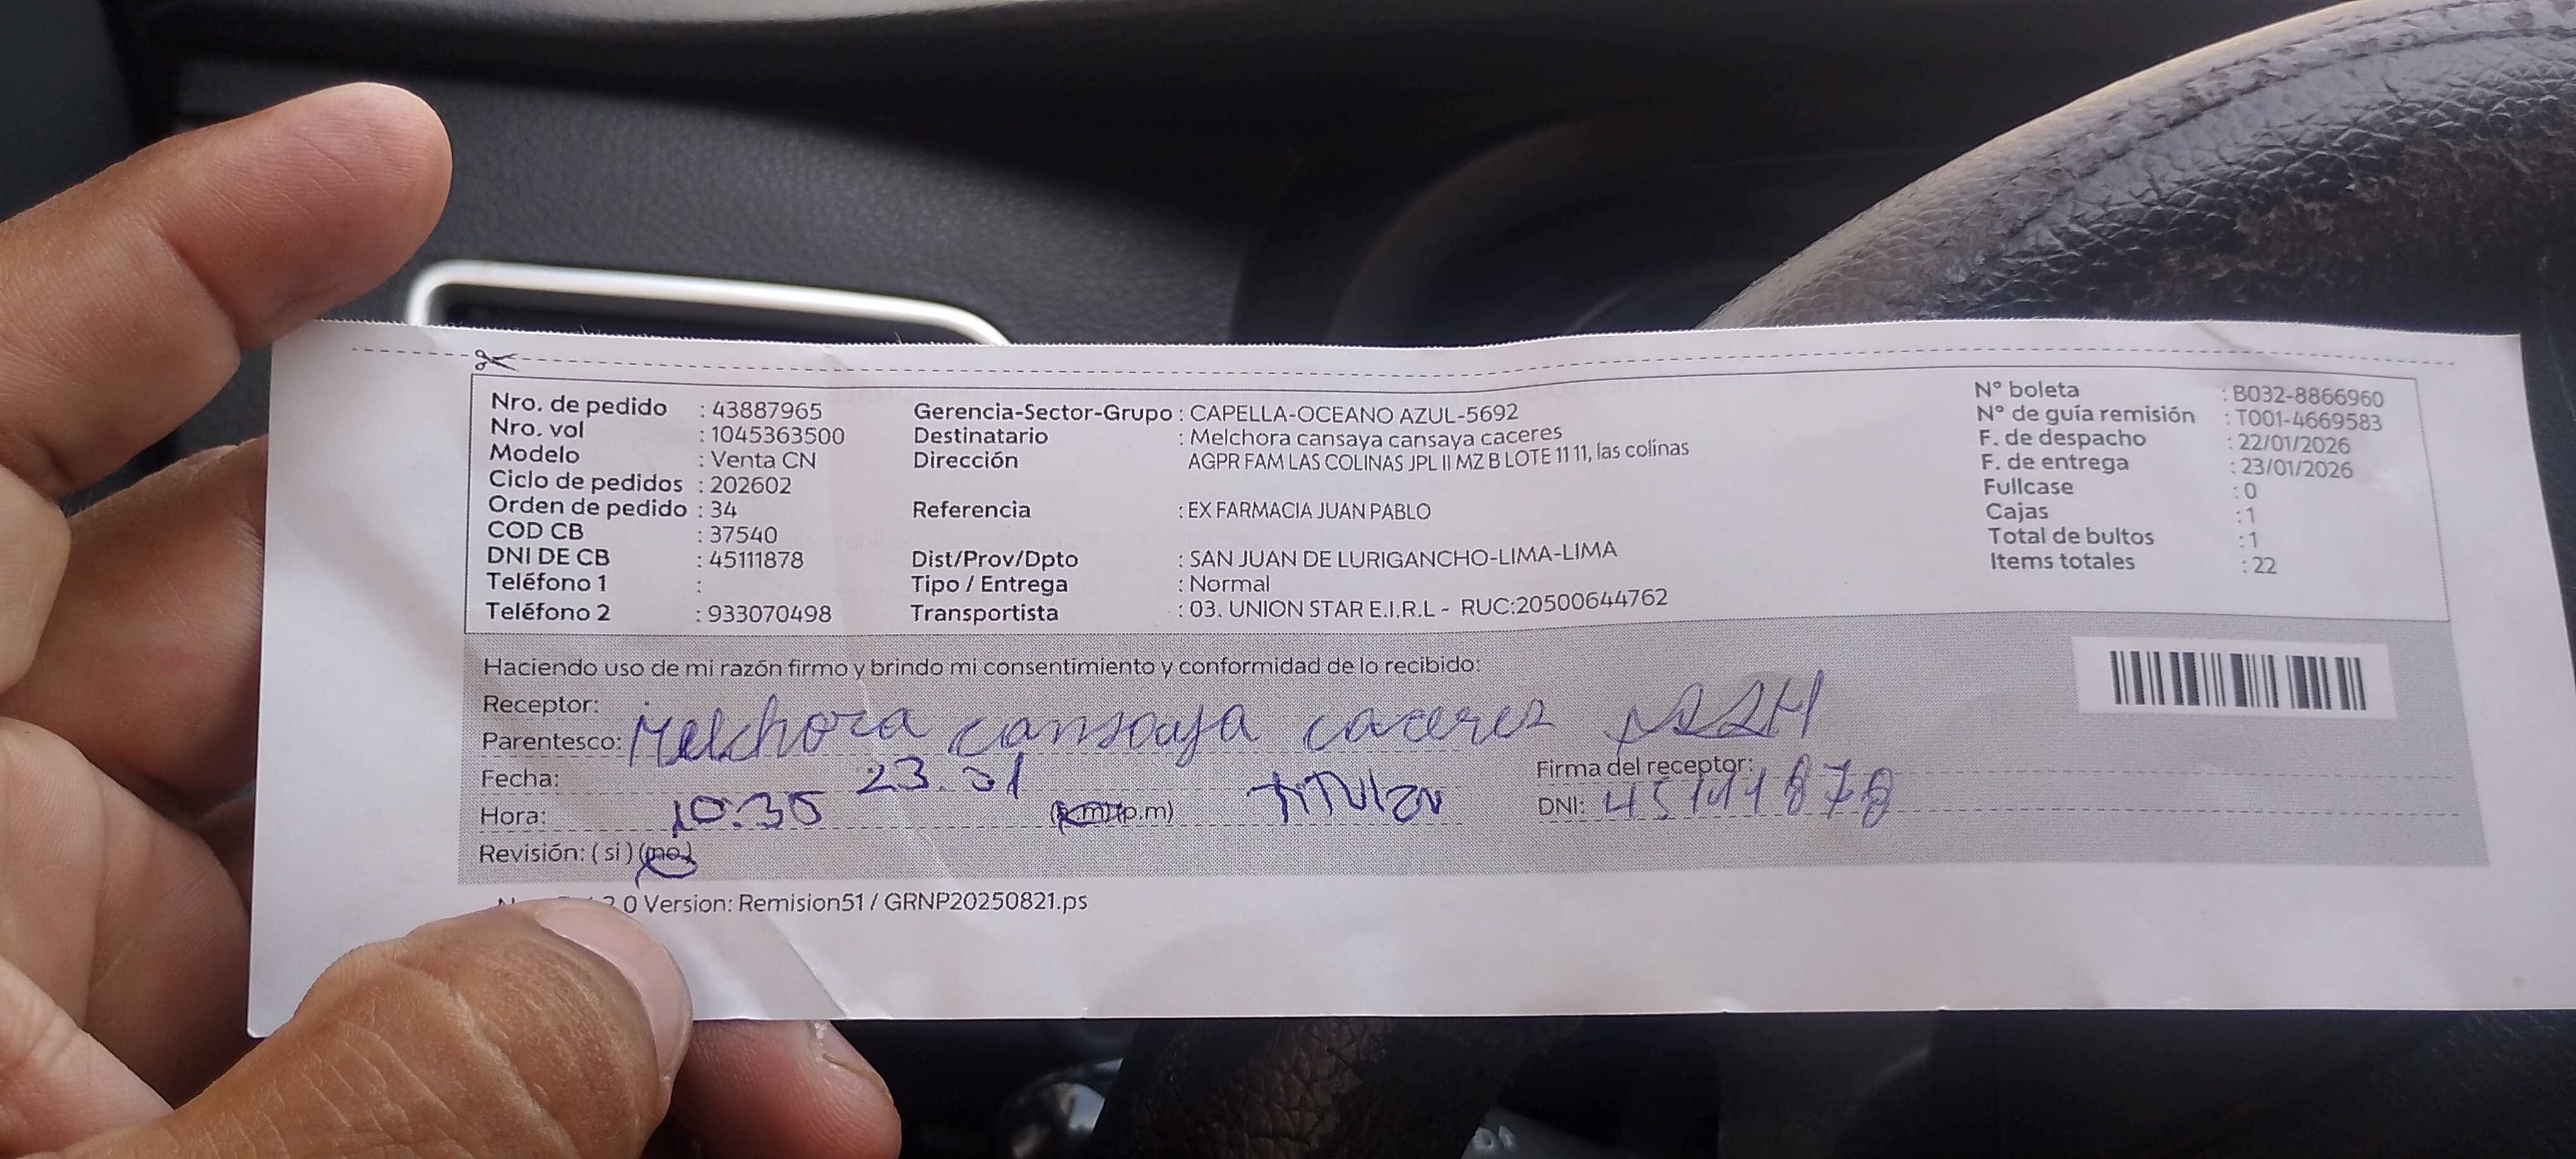 Nro. de pedido : 43887965
Nro. vol : 1045363500
Modelo : Venta CN
Ciclo de pedidos : 202602
Orden de pedido : 34
COD CB : 37540
DNI DE CB : 45111878
Teléfono 1 :
Teléfono 2 : 933070498
Gerencia-Sector-Grupo : CAPELLA-OCEANO AZUL-5692
Destinatario : Melchora cansaya cansaya caceres
Dirección AGPR FAM LAS COLINAS JPL II MZ B LOTE 11 11, las colinas
Referencia : EX FARMACIA JUAN PABLO
Dist/Prov/Dpto : SAN JUAN DE LURIGANCHO-LIMA-LIMA
Tipo / Entrega : Normal
Transportista : 03. UNION STAR E.I.R.L - RUC:20500644762
N° boleta : B032-8866960
N° de guía remisión : T001-4669583
F. de despacho : 22/01/2026
F. de entrega : 23/01/2026
Fullcase : 0
Cajas : 1
Total de bultos : 1
Items totales : 22
Haciendo uso de mi razón firmo y brindo mi consentimiento y conformidad de lo recibido:
Receptor:
Parentesco: Melchora cansaya caceres
Fecha: 23.01
Firma del receptor:
Hora: 10:35 (a.m)(p.m) TiTular
DNI: 45111878
Revisión: ( si ) (no)
0 Version: Remision51 / GRNP20250821.ps